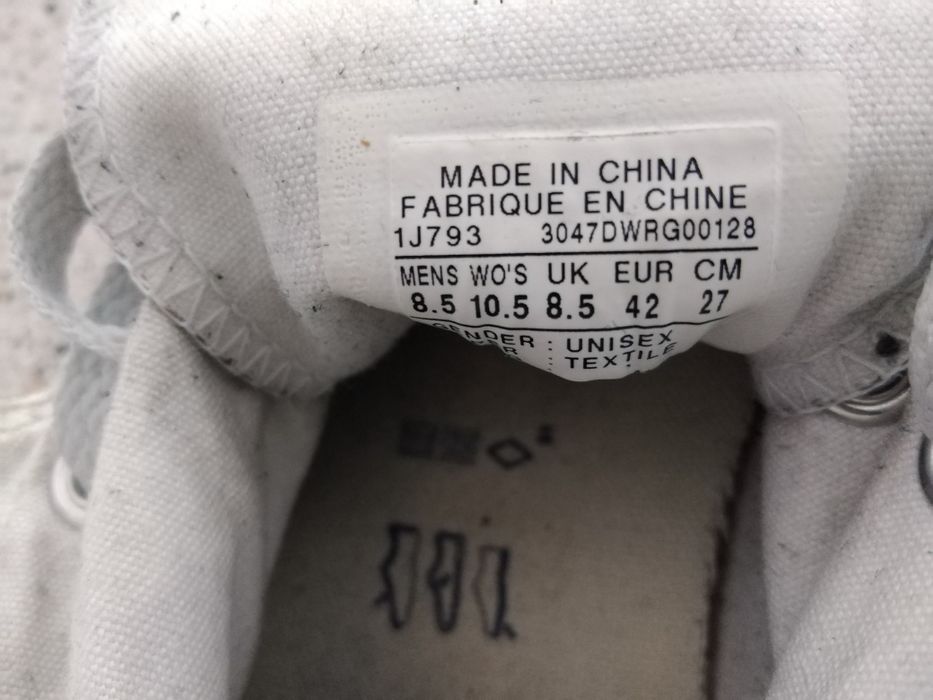 MADE IN CHINA
FABRIQUE EN CHINE
1J793 3047DWRG00128
MENS WO'S UK EUR CM
8.5 10.5 8.5 42 27
GENDER : UNISEX
: TEXTILE